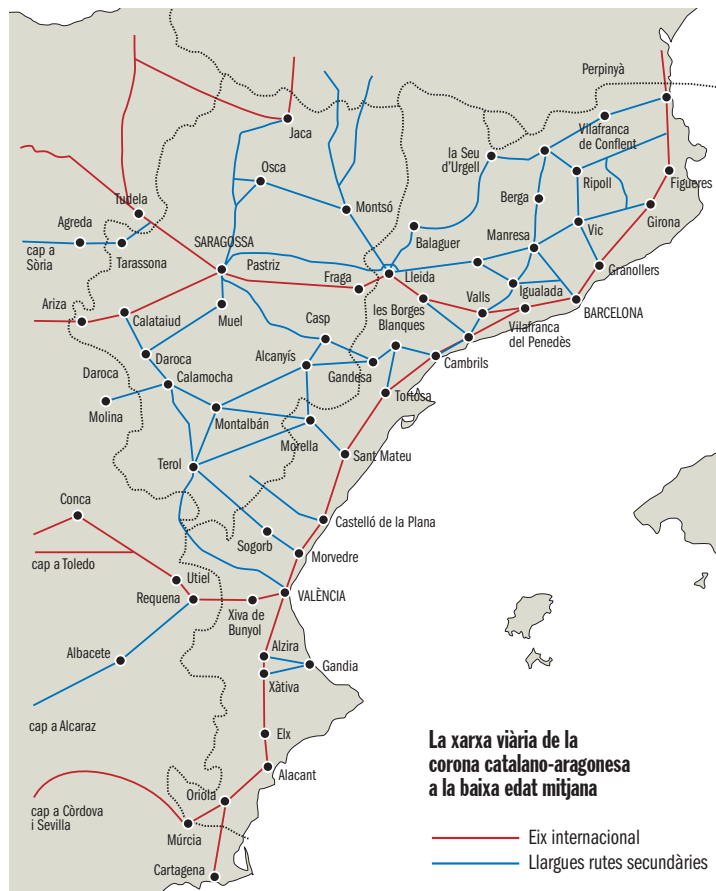 Perpinyà
Vilafranca
de Conflent
la Seu
d'Urgell
Jaca
Osca
Ripoll
Figueres
Berga
Montsó
Tudela
Girona
Agreda
Balaguer
Manresa
Vic
cap a
Sòria
Tarassona
SARAGOSSA
Pastriz
Lleida
Granollers
Fraga
Igualada
Ariza
les Borges
Blanques
Valls
BARCELONA
Calataiud
Muel
Casp
Vilafranca
del Penedès
Daroca
Alcanyís
Cambrils
Daroca
Calamocha
Gandesa
Molina
Tortosa
Montalbán
Morella
Terol
Sant Mateu
Conca
Castelló de la Plana
Sogorb
Morvedre
cap a Toledo
Utiel
Requena
VALÈNCIA
Xiva de
Bunyol
Alzira
Albacete
Gandia
Xàtiva
cap a Alcaraz
Elx
La xarxa viària de la
corona catalano-aragonesa
a la baixa edat mitjana
Alacant
Oriola
cap a Còrdova
i Sevilla
Múrcia
Eix internacional
Llargues rutes secundàries
Cartagena